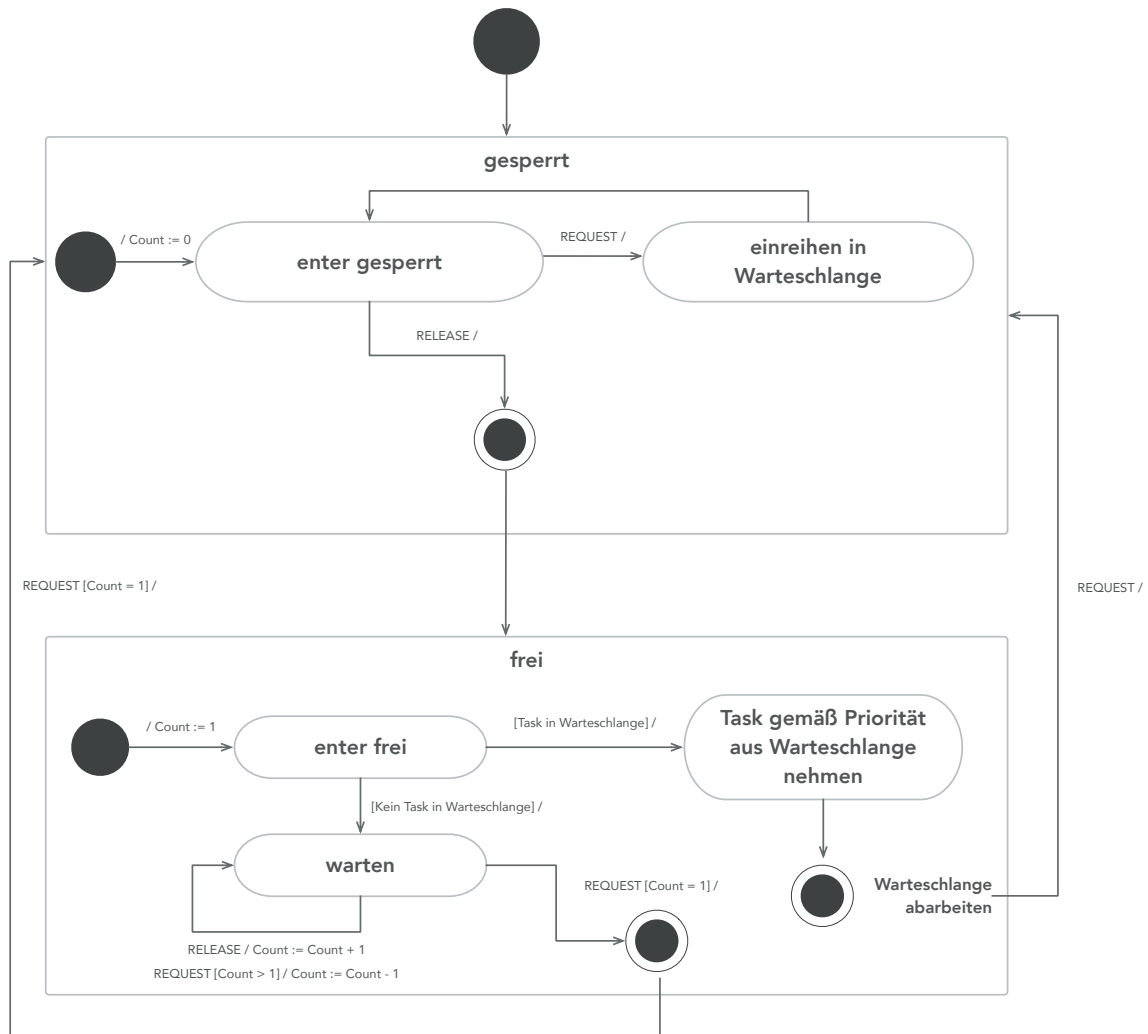 gesperrt
/ Count := 0
enter gesperrt
REQUEST /
einreihen in
Warteschlange
RELEASE /
REQUEST [Count = 1] /
REQUEST /
frei
/ Count := 1
enter frei
[Task in Warteschlange] /
Task gemäß Priorität
aus Warteschlange
nehmen
[Kein Task in Warteschlange] /
warten
REQUEST [Count = 1] /
Warteschlange
abarbeiten
RELEASE / Count := Count + 1
REQUEST [Count > 1] / Count := Count - 1